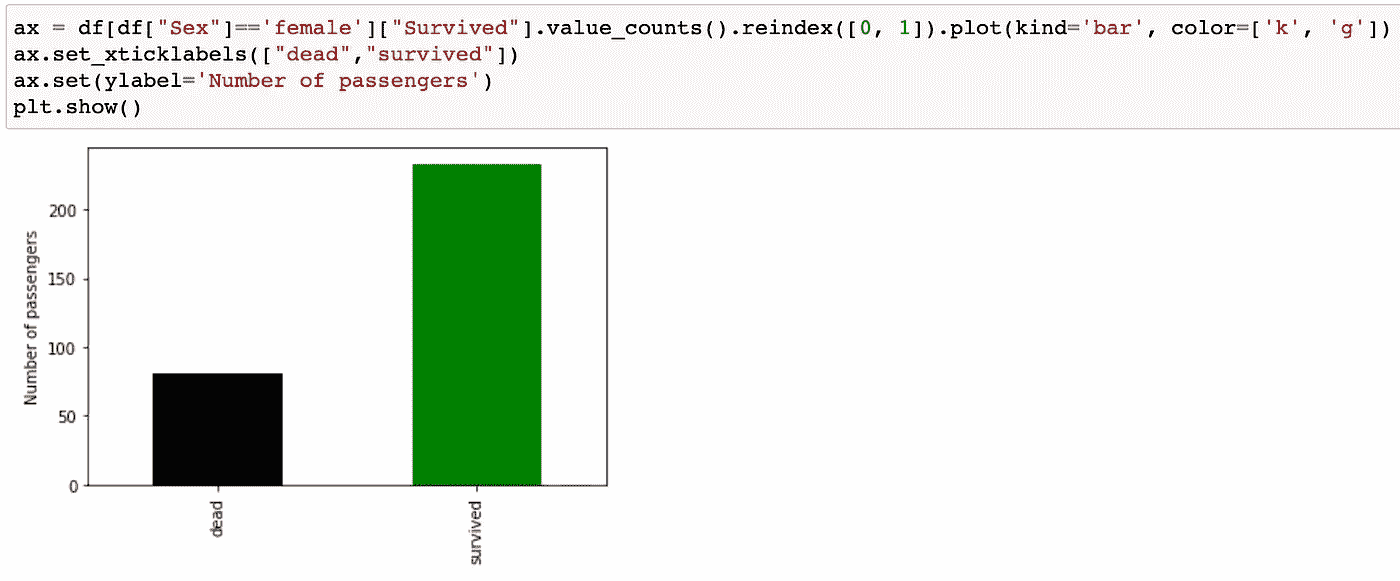 ax = df[df["Sex"]=='female']["Survived"].value_counts().reindex([0, 1]).plot(kind='bar', color=['k', 'g'])
ax.set_xticklabels(["dead","survived"])
ax.set(ylabel='Number of passengers')
plt.show()
Number of passengers
200
150
100
50
0
dead
survived